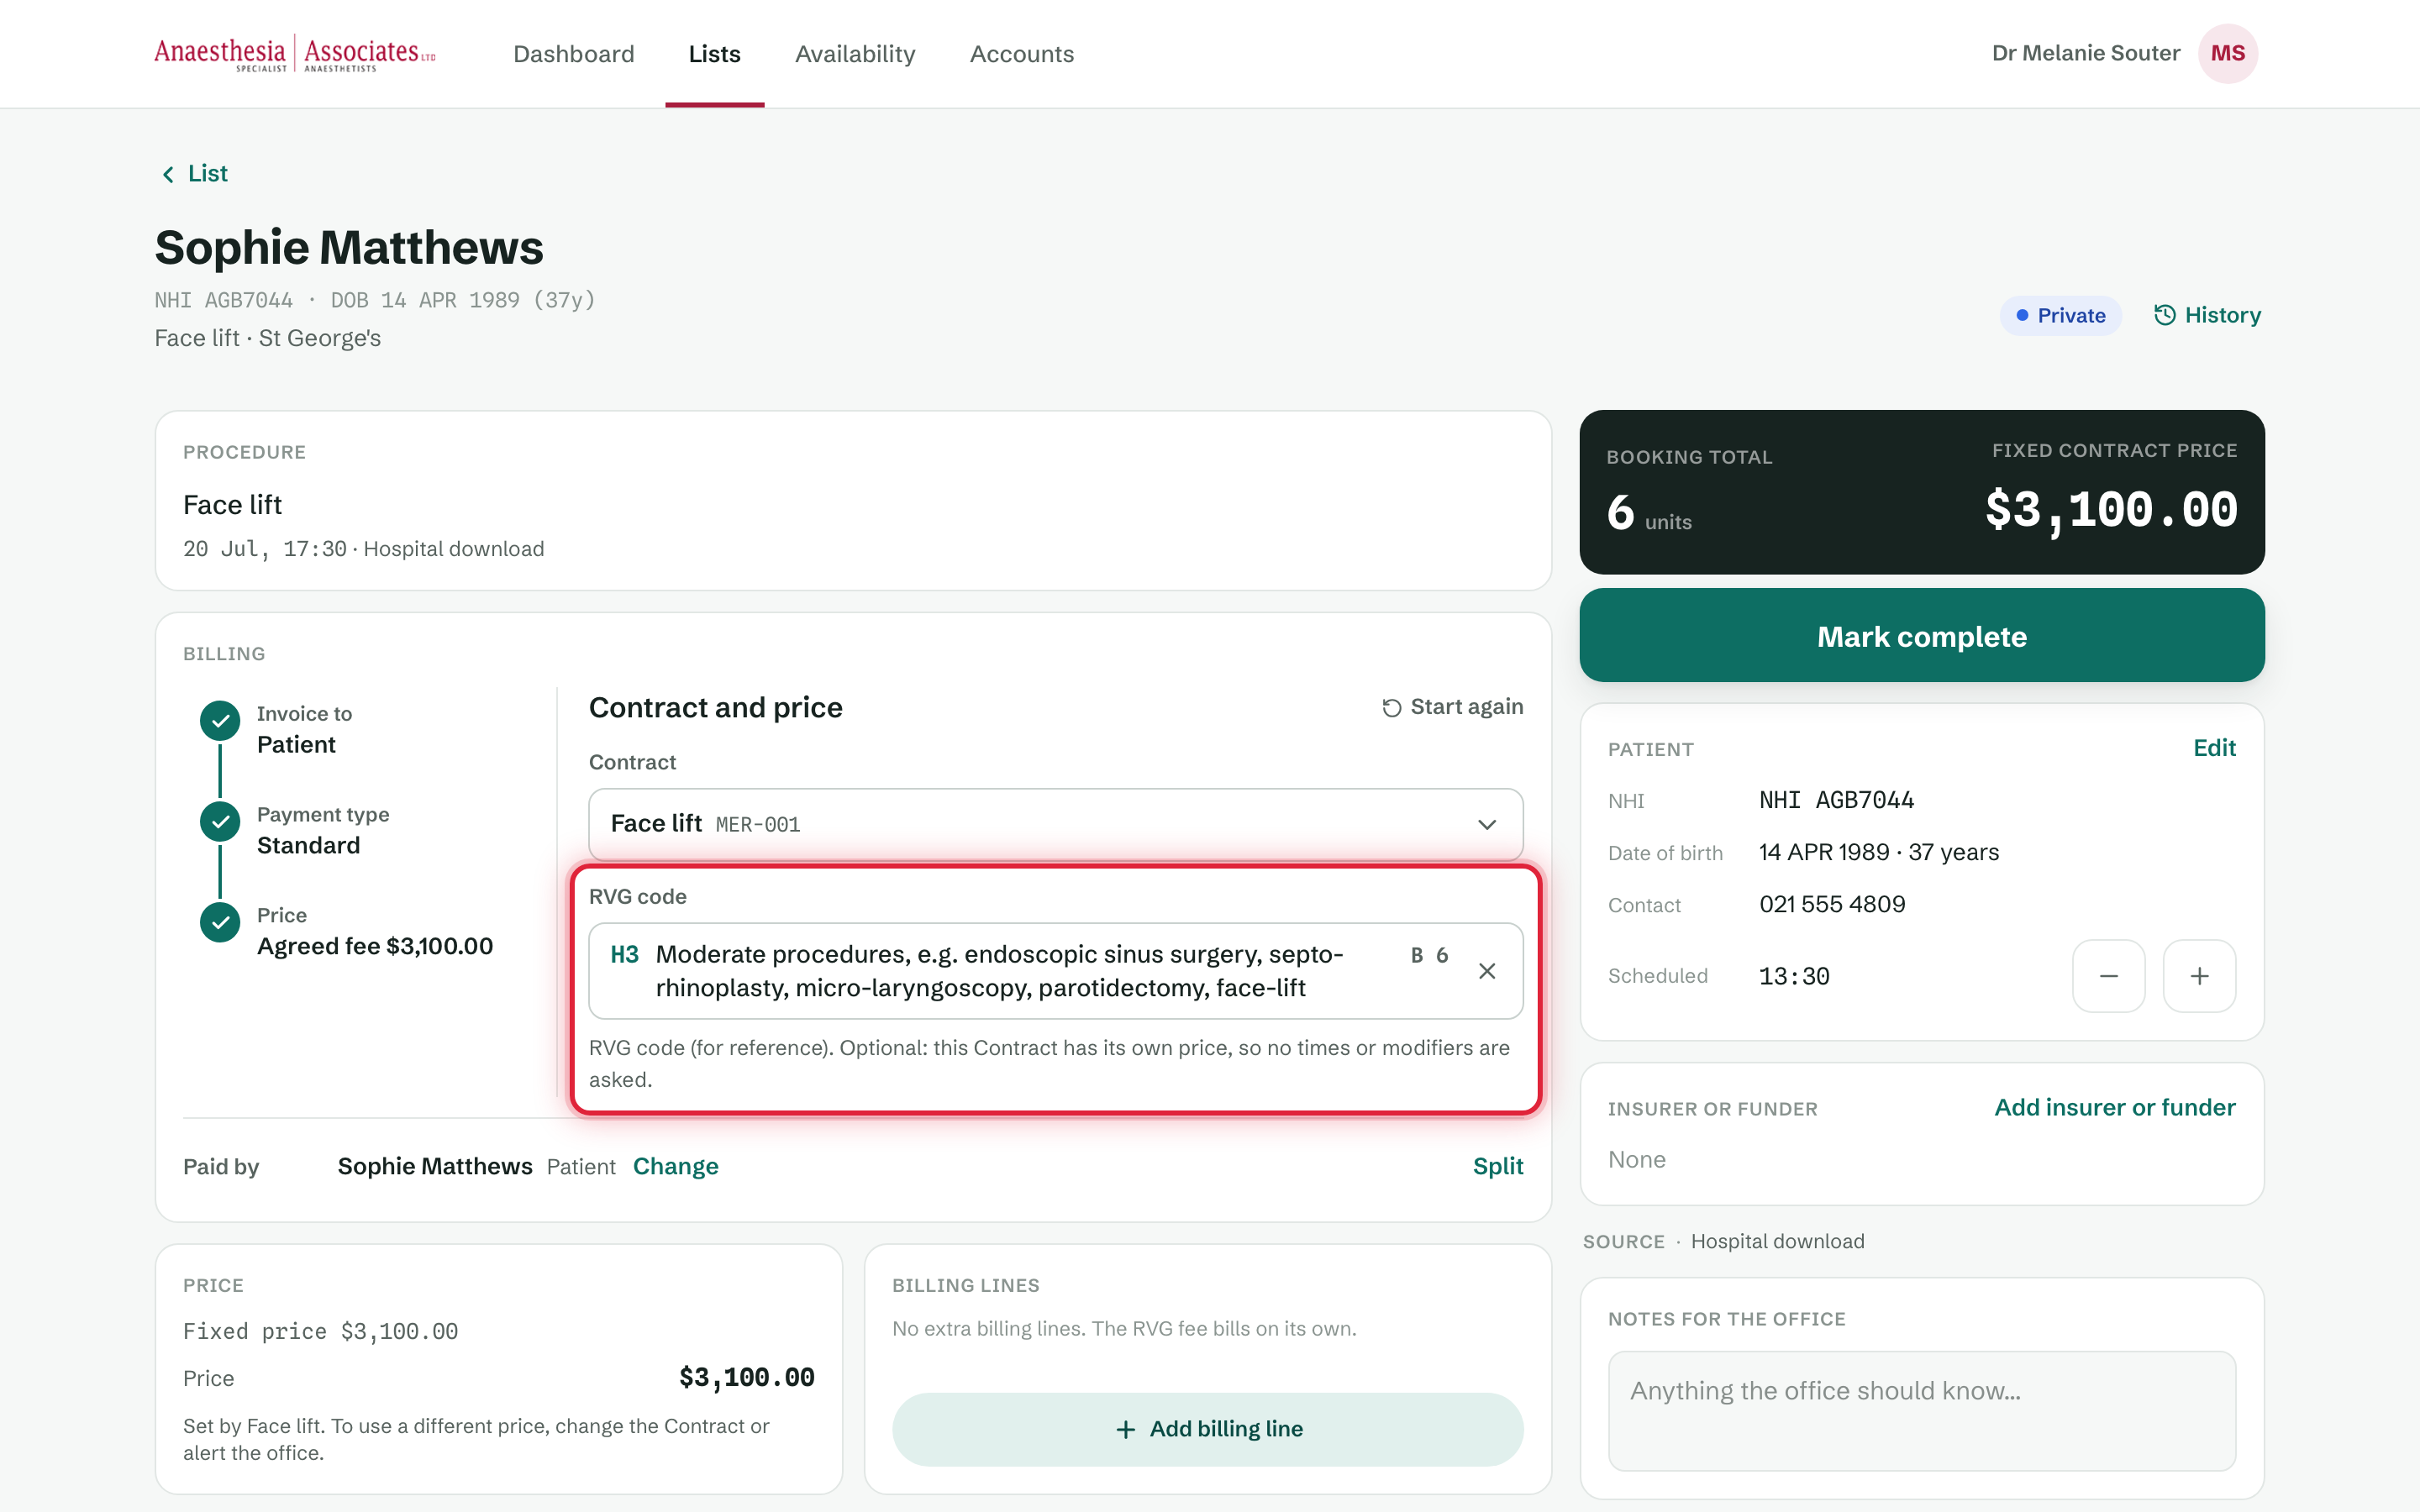 Anaesthesia | Associates LTD
SPECIALIST ANAESTHETISTS
Dashboard
Lists
Availability
Accounts
Dr Melanie Souter
MS
List
Sophie Matthews
NHI AGB7044 · DOB 14 APR 1989 (37y)
Face lift · St George's
Private
History
PROCEDURE
Face lift
20 Jul, 17:30 · Hospital download
BILLING
Invoice to
Patient
Payment type
Standard
Price
Agreed fee $3,100.00
Contract and price
Start again
Contract
Face lift MER-001
RVG code
H3 Moderate procedures, e.g. endoscopic sinus surgery, septo- B 6
rhinoplasty, micro-laryngoscopy, parotidectomy, face-lift
RVG code (for reference). Optional: this Contract has its own price, so no times or modifiers are
asked.
Paid by
Sophie Matthews Patient Change
Split
PRICE
Fixed price $3,100.00
Price $3,100.00
Set by Face lift. To use a different price, change the Contract or
alert the office.
BILLING LINES
No extra billing lines. The RVG fee bills on its own.
+ Add billing line
BOOKING TOTAL
6 units
FIXED CONTRACT PRICE
$3,100.00
Mark complete
PATIENT
Edit
NHI NHI AGB7044
Date of birth 14 APR 1989 · 37 years
Contact 021 555 4809
Scheduled 13:30
INSURER OR FUNDER
Add insurer or funder
None
SOURCE · Hospital download
NOTES FOR THE OFFICE
Anything the office should know...